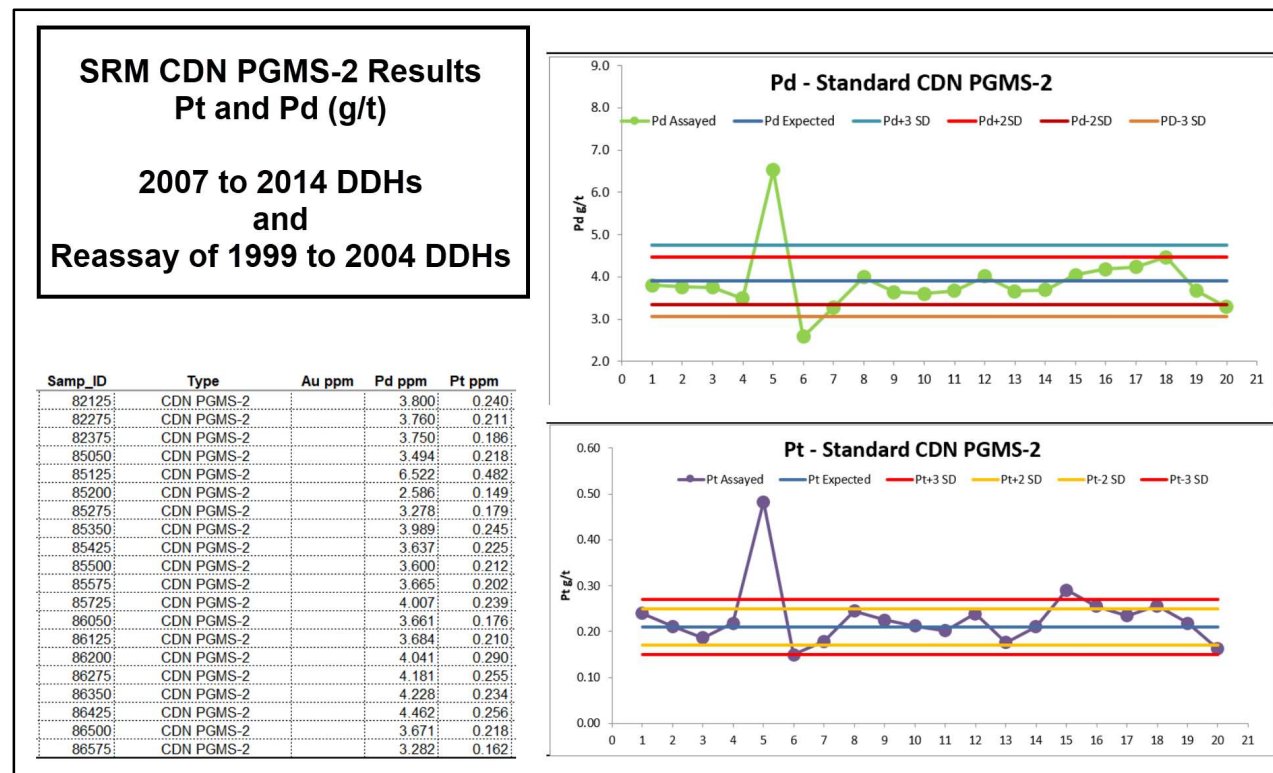 SRM CDN PGMS-2 Results
Pt and Pd (g/t)
2007 to 2014 DDHs
and
Reassay of 1999 to 2004 DDHs
Samp_ID Type Au ppm Pd ppm Pt ppm
82125 CDN PGMS-2 3.800 0.240
82275 CDN PGMS-2 3.760 0.211
82375 CDN PGMS-2 3.750 0.186
85050 CDN PGMS-2 3.494 0.218
85125 CDN PGMS-2 6.522 0.482
85200 CDN PGMS-2 2.586 0.149
85275 CDN PGMS-2 3.278 0.179
85350 CDN PGMS-2 3.989 0.245
85425 CDN PGMS-2 3.637 0.225
85500 CDN PGMS-2 3.600 0.212
85575 CDN PGMS-2 3.665 0.202
85725 CDN PGMS-2 4.007 0.239
86050 CDN PGMS-2 3.661 0.176
86125 CDN PGMS-2 3.684 0.210
86200 CDN PGMS-2 4.041 0.290
86275 CDN PGMS-2 4.181 0.255
86350 CDN PGMS-2 4.228 0.234
86425 CDN PGMS-2 4.462 0.256
86500 CDN PGMS-2 3.671 0.218
86575 CDN PGMS-2 3.282 0.162
Pd - Standard CDN PGMS-2
Pd Assayed Pd Expected Pd+3 SD Pd+2SD Pd-2SD PD-3 SD
Pd g/t
9.0
8.0
7.0
6.0
5.0
4.0
3.0
2.0
0 1 2 3 4 5 6 7 8 9 10 11 12 13 14 15 16 17 18 19 20 21
Pt - Standard CDN PGMS-2
Pt Assayed Pt Expected Pt+3 SD Pt+2 SD Pt-2 SD Pt-3 SD
Pt g/t
0.60
0.50
0.40
0.30
0.20
0.10
0.00
0 1 2 3 4 5 6 7 8 9 10 11 12 13 14 15 16 17 18 19 20 21